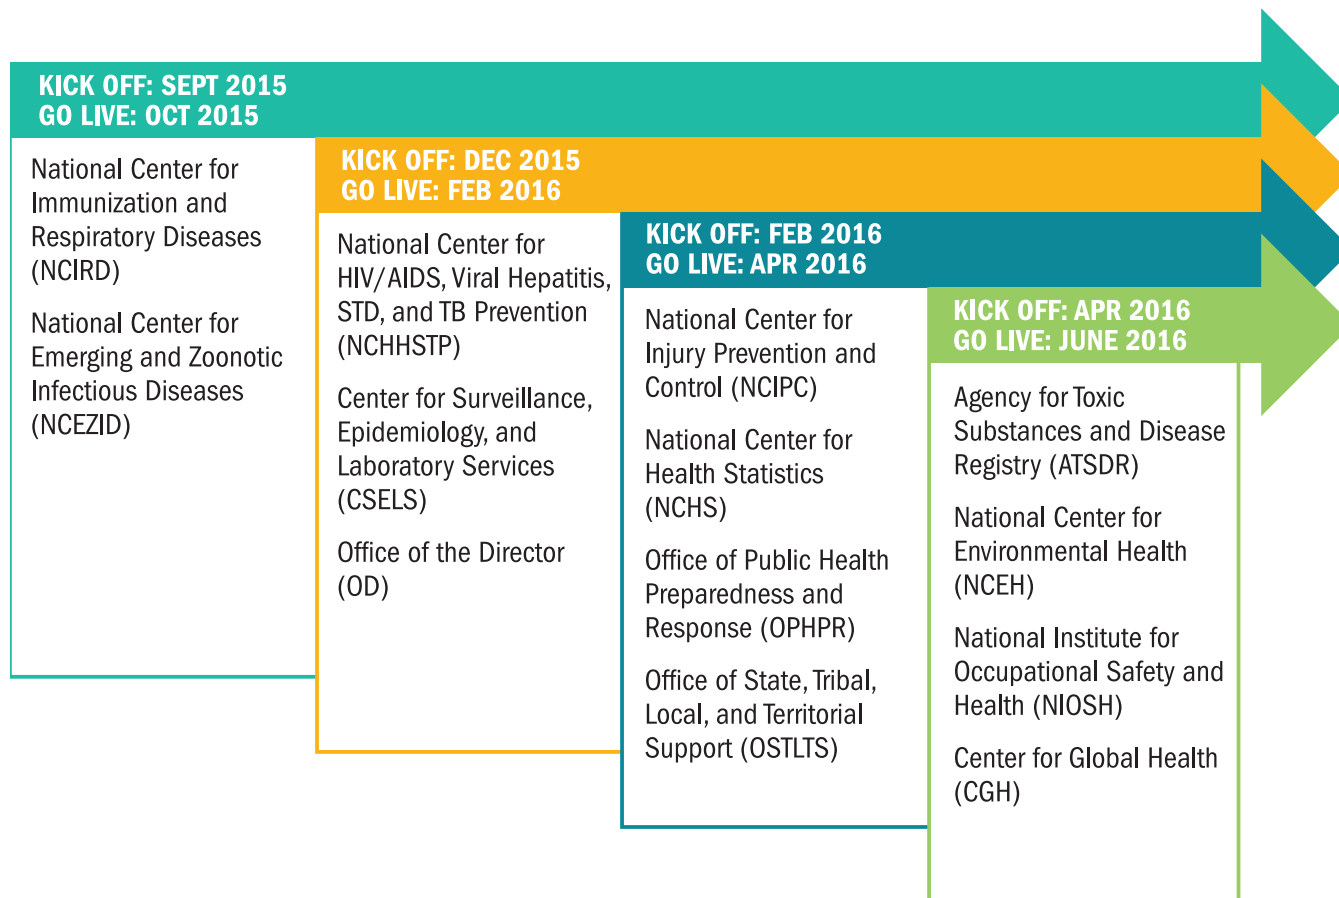 KICK OFF: SEPT 2015
GO LIVE: OCT 2015
National Center for
Immunization and
Respiratory Diseases
(NCIRD)
National Center for
Emerging and Zoonotic
Infectious Diseases
(NCEZID)
KICK OFF: DEC 2015
GO LIVE: FEB 2016
National Center for
HIV/AIDS, Viral Hepatitis,
STD, and TB Prevention
(NCHHSTP)
Center for Surveillance,
Epidemiology, and
Laboratory Services
(CSELS)
Office of the Director
(OD)
KICK OFF: FEB 2016
GO LIVE: APR 2016
National Center for
Injury Prevention and
Control (NCIPC)
National Center for
Health Statistics
(NCHS)
Office of Public Health
Preparedness and
Response (OPHPR)
Office of State, Tribal,
Local, and Territorial
Support (OSTLTS)
KICK OFF: APR 2016
GO LIVE: JUNE 2016
Agency for Toxic
Substances and Disease
Registry (ATSDR)
National Center for
Environmental Health
(NCEH)
National Institute for
Occupational Safety and
Health (NIOSH)
Center for Global Health
(CGH)